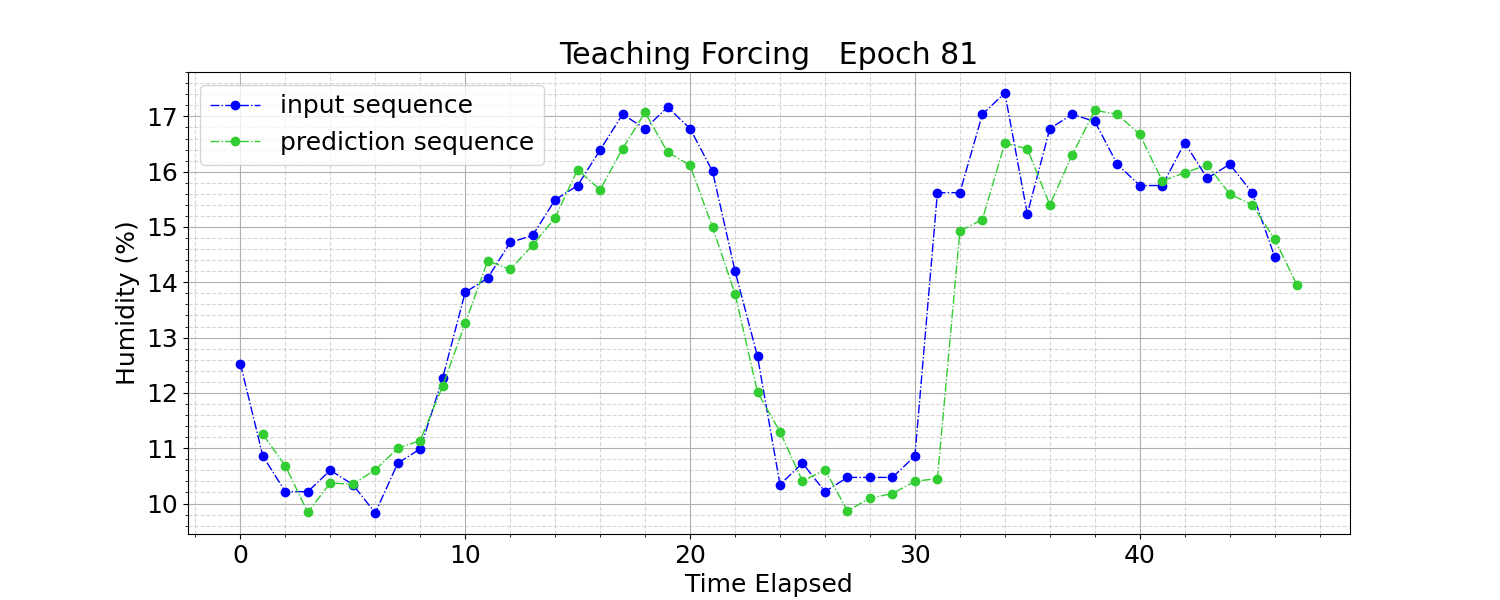 Teaching Forcing   Epoch 81
input sequence
prediction sequence
Humidity (%)
17
16
15
14
13
12
11
10
0 10 20 30 40
Time Elapsed